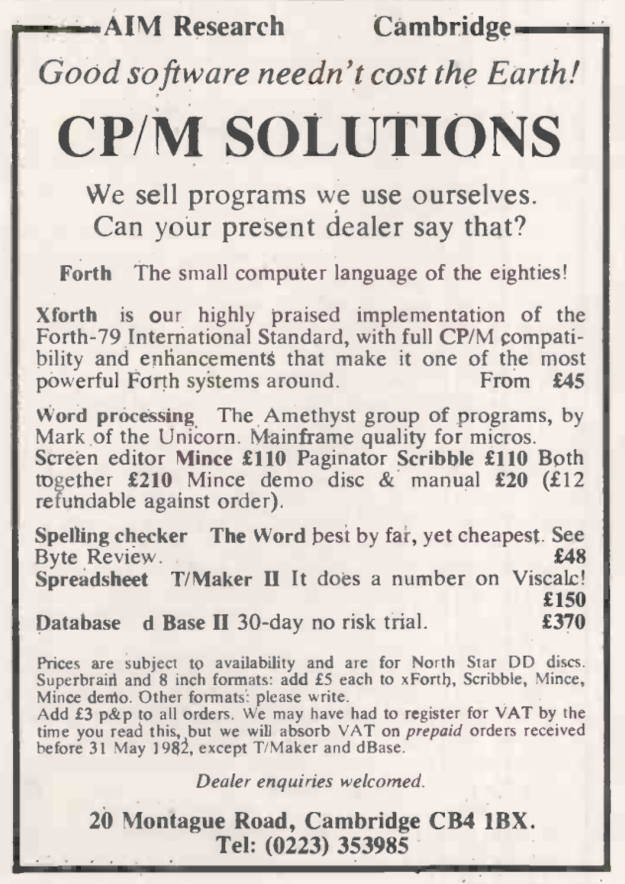 AIM Research Cambridge
Good software needn't cost the Earth!
CP/M SOLUTIONS
We sell programs we use ourselves.
Can your present dealer say that?
Forth The small computer language of the eighties!
Xforth is our highly praised implementation of the
Forth-79 International Standard, with full CP/M compati-
bility and enhancements that make it one of the most
powerful Forth systems around. From £45
Word processing The Amethyst group of programs, by
Mark of the Unicorn. Mainframe quality for micros.
Screen editor Mince £110 Paginator Scribble £110 Both
together £210 Mince demo disc & manual £20 (£12
refundable against order).
Spelling checker The Word best by far, yet cheapest. See
Byte Review. £48
Spreadsheet T/Maker II It does a number on Viscalc!
£150
Database d Base II 30-day no risk trial. £370
Prices are subject to availability and are for North Star DD discs.
Superbrain and 8 inch formats: add £5 each to xForth, Scribble, Mince,
Mince demo. Other formats: please write.
Add £3 p&p to all orders. We may have had to register for VAT by the
time you read this, but we will absorb VAT on prepaid orders received
before 31 May 1982, except T/Maker and dBase.
Dealer enquiries welcomed.
20 Montague Road, Cambridge CB4 1BX.
Tel: (0223) 353985